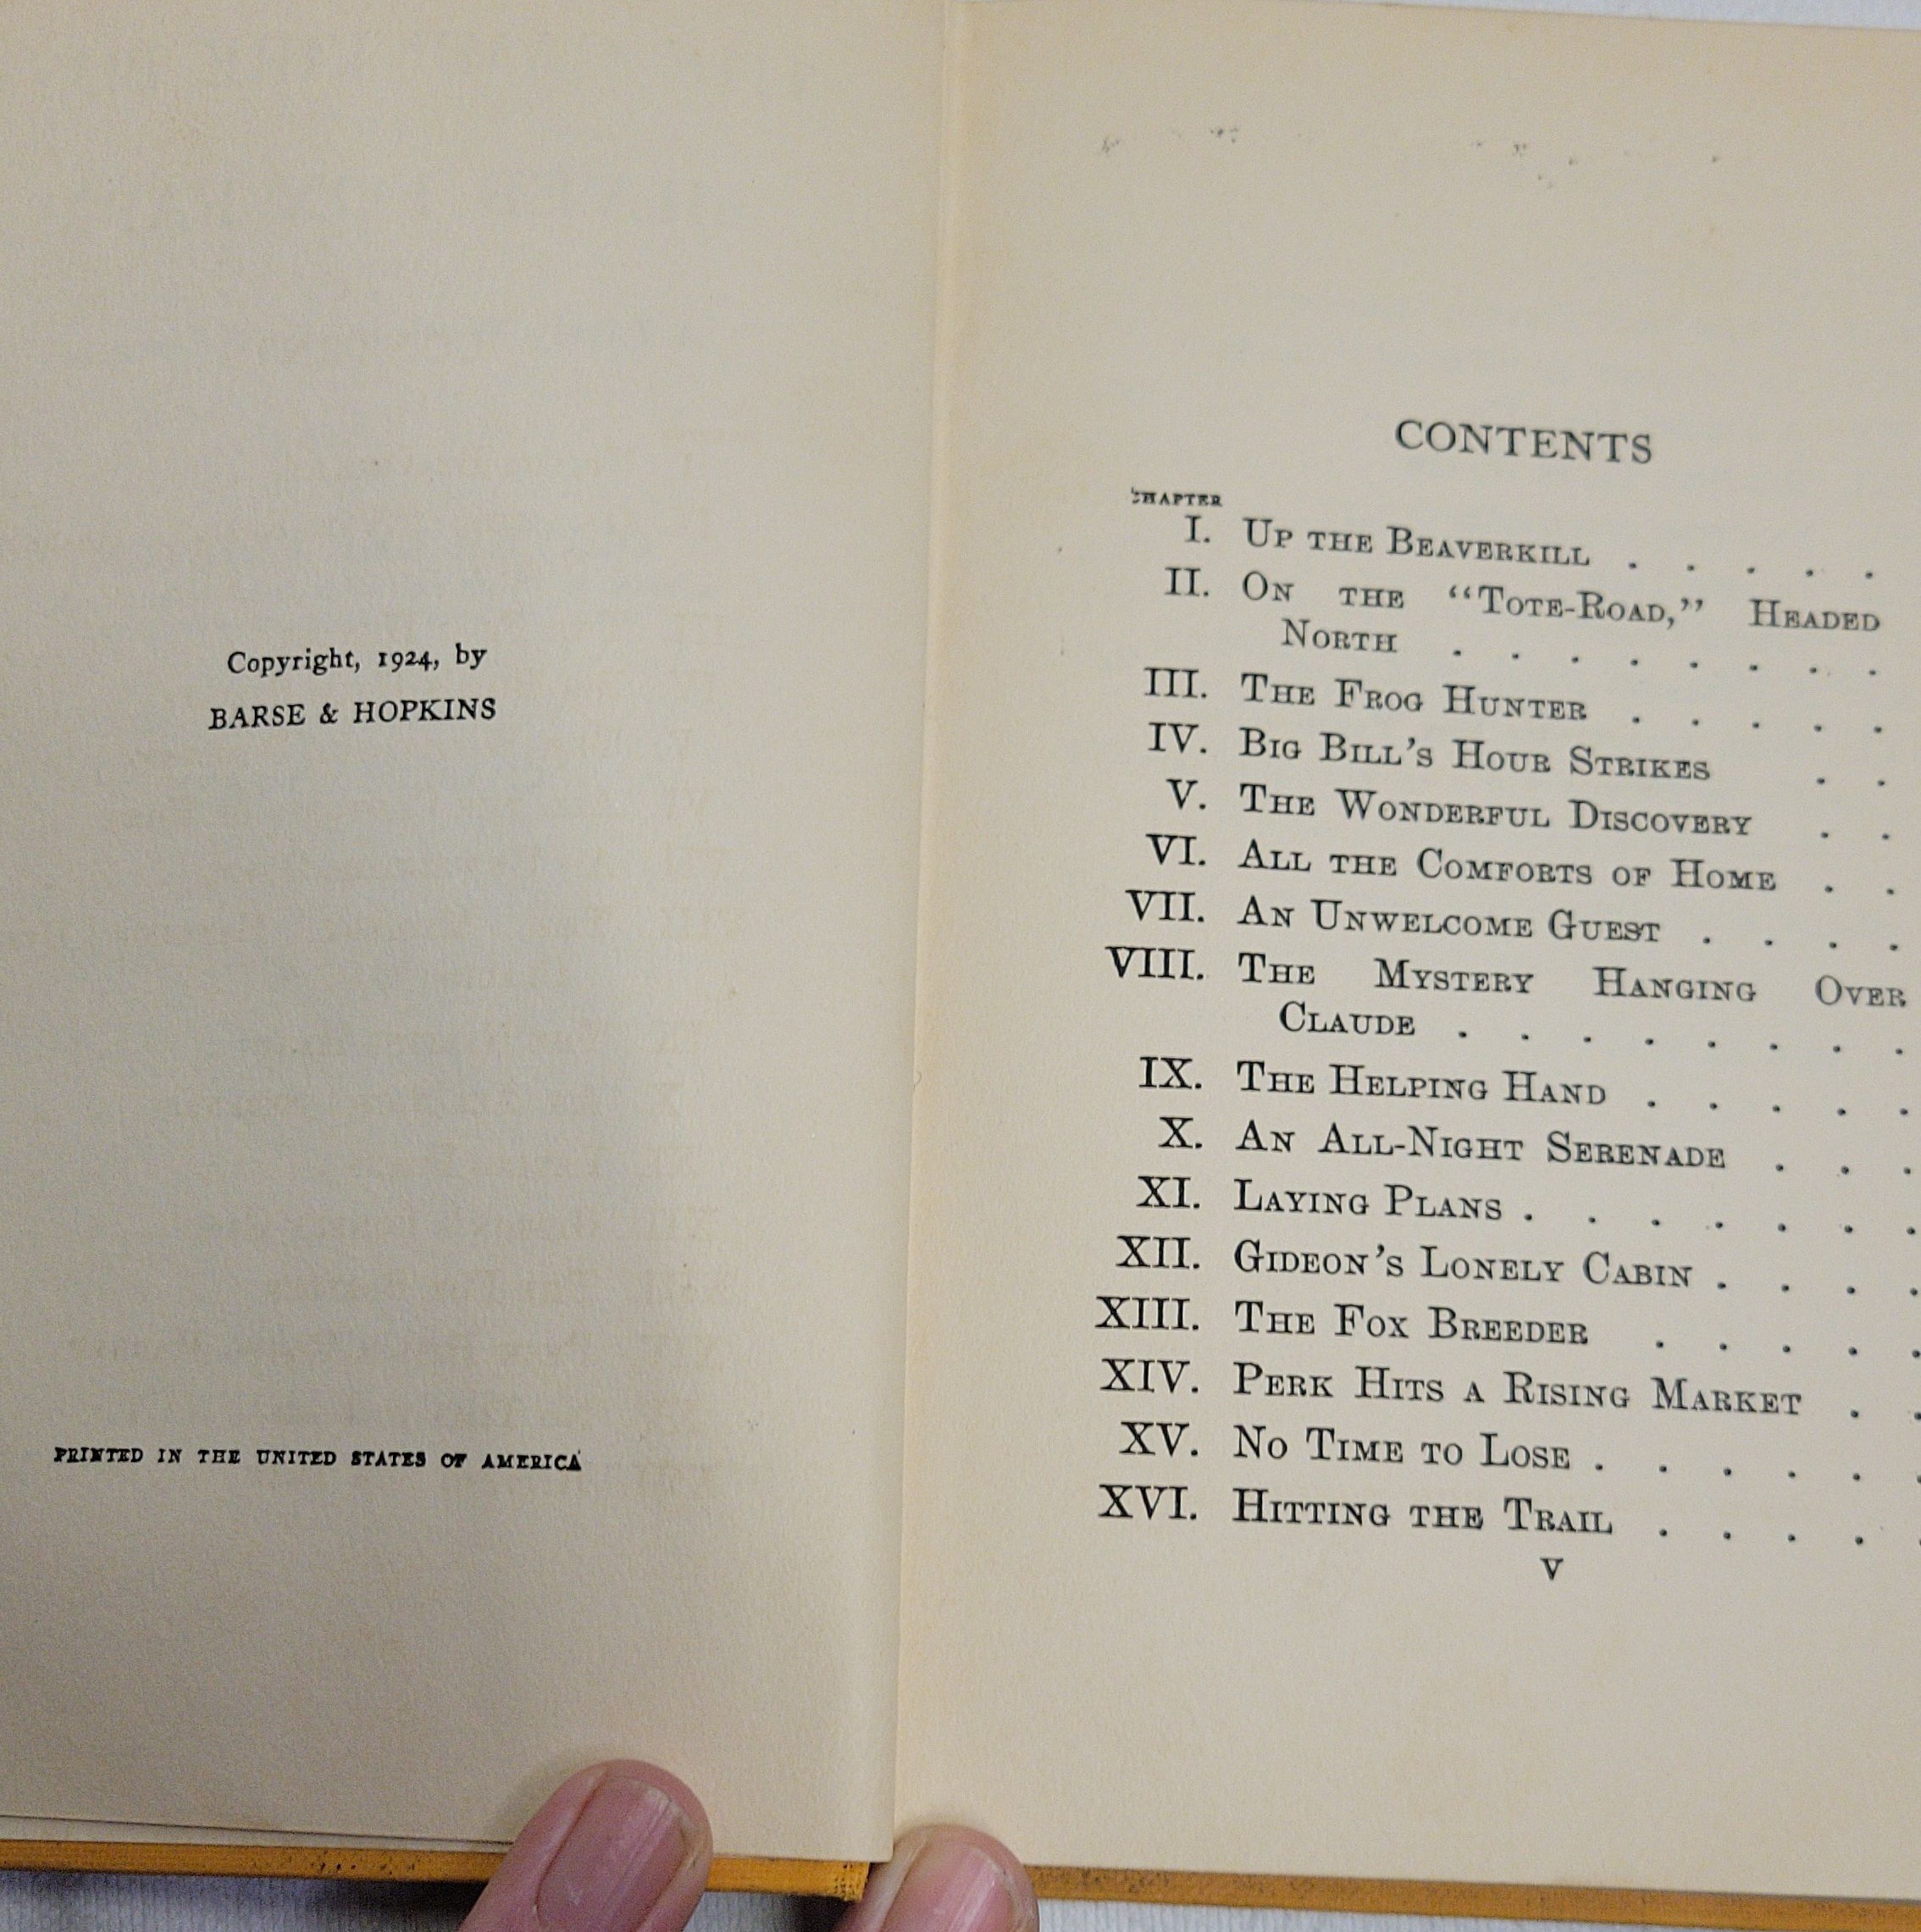 Copyright, 1924, by
BARSE & HOPKINS
PRINTED IN THE UNITED STATES OF AMERICA
CONTENTS
CHAPTER
I. UP THE BEAVERKILL . . . . .
II. ON THE “TOTE-ROAD,” HEADED
NORTH . . . . . . . .
III. THE FROG HUNTER . . . . .
IV. BIG BILL’S HOUR STRIKES . .
V. THE WONDERFUL DISCOVERY . .
VI. ALL THE COMFORTS OF HOME . .
VII. AN UNWELCOME GUEST . . . .
VIII. THE MYSTERY HANGING OVER
CLAUDE . . . . . . . .
IX. THE HELPING HAND . . . . .
X. AN ALL-NIGHT SERENADE . . .
XI. LAYING PLANS . . . . . . .
XII. GIDEON’S LONELY CABIN . . . .
XIII. THE FOX BREEDER . . . . .
XIV. PERK HITS A RISING MARKET . .
XV. NO TIME TO LOSE . . . . . .
XVI. HITTING THE TRAIL . . . . .
V